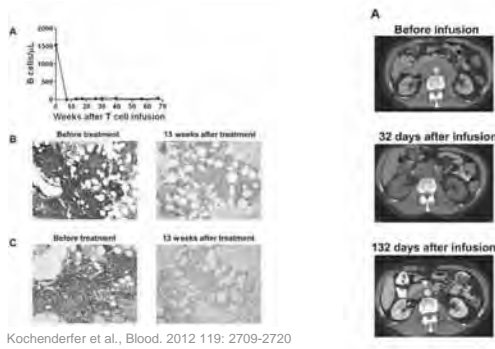 A
2000
1500
1000
500
0
B cells/µL
0 10 20 30 40 50 60 70
Weeks after T cell infusion
B
Before treatment
13 weeks after treatment
C
Before treatment
13 weeks after treatment
Kochenderfer et al., Blood. 2012 119: 2709-2720
A
Before infusion
32 days after infusion
132 days after infusion